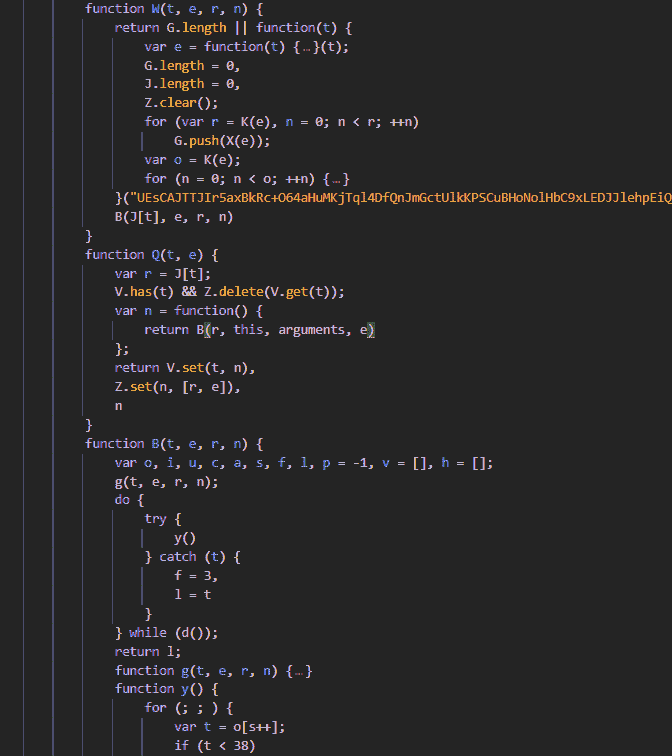 function W(t, e, r, n) {
return G.length || function(t) {
var e = function(t) {…}(t);
G.length = 0,
J.length = 0,
Z.clear();
for (var r = K(e), n = 0; n < r; ++n)
G.push(X(e));
var o = K(e);
for (n = 0; n < o; ++n) {…}
}("UEsCAJTTJIr5axBkRc+O64aHuMKjTql4DfQnJmGctUlkKPSCuBHoNolHbC9xLEDJJlehpEiQ
B(J[t], e, r, n)
}
function Q(t, e) {
var r = J[t];
V.has(t) && Z.delete(V.get(t));
var n = function() {
return B(r, this, arguments, e)
};
return V.set(t, n),
Z.set(n, [r, e]),
n
}
function B(t, e, r, n) {
var o, i, u, c, a, s, f, l, p = -1, v = [], h = [];
g(t, e, r, n);
do {
try {
y()
} catch (t) {
f = 3,
l = t
}
} while (d());
return l;
function g(t, e, r, n) {…}
function y() {
for (; ; ) {
var t = o[s++];
if (t < 38)